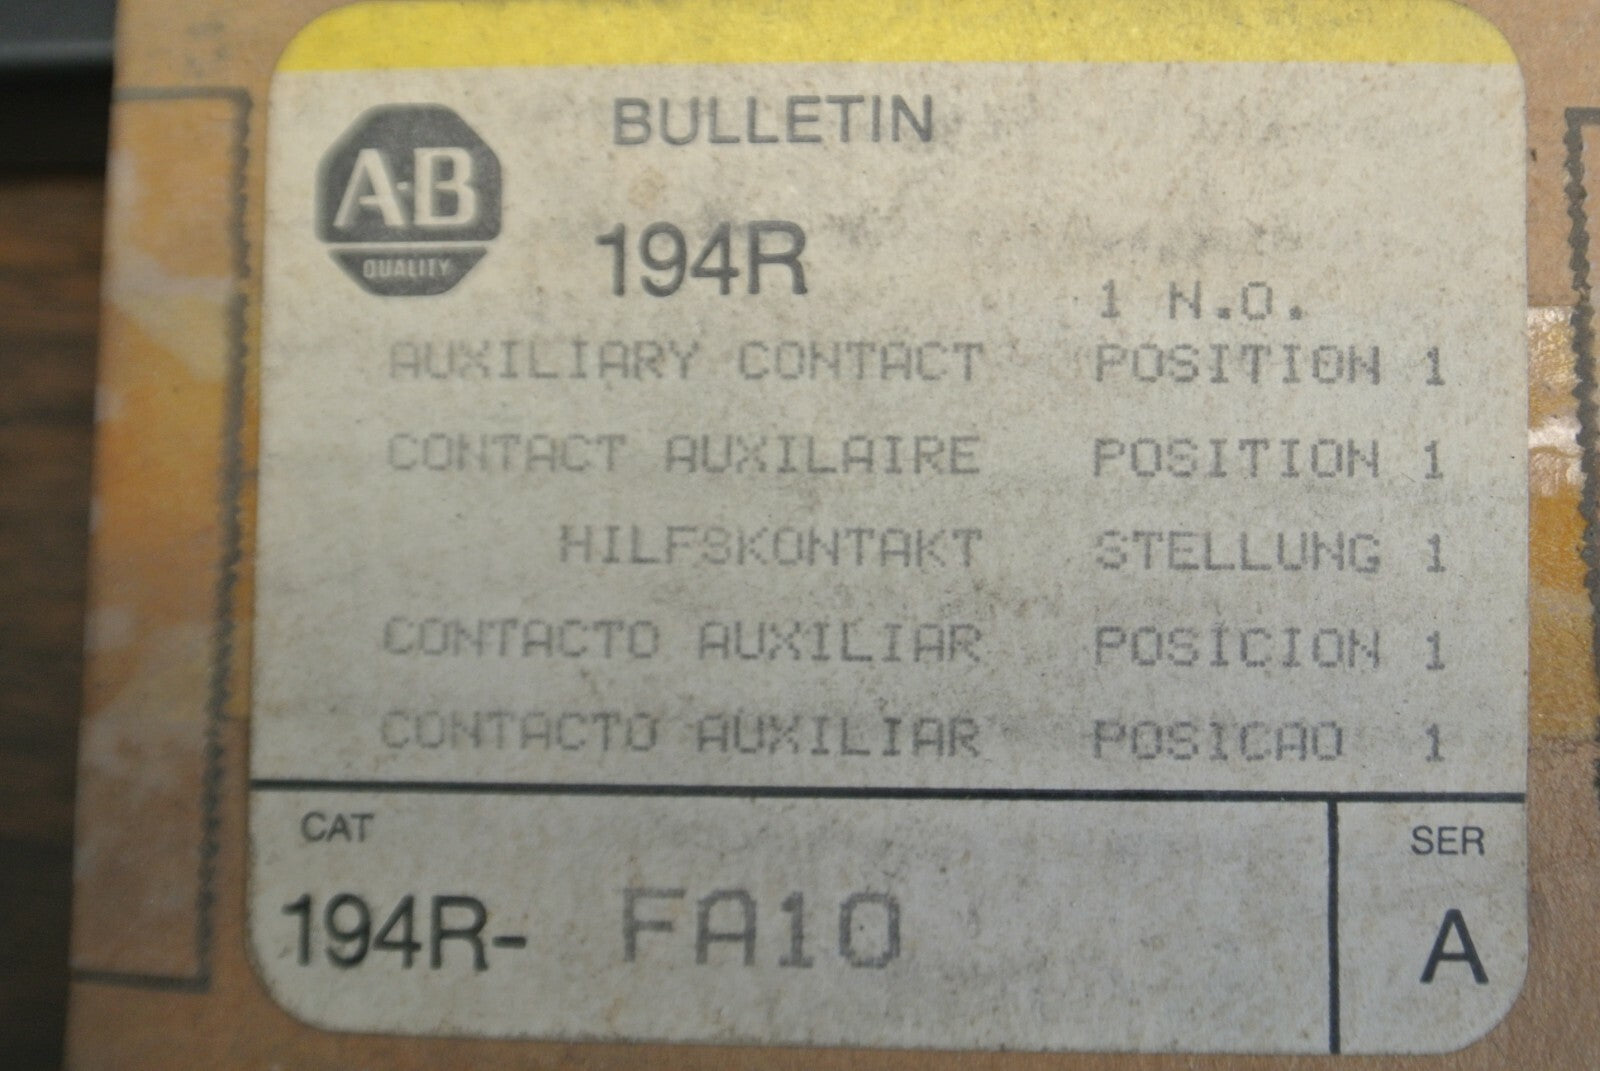 A·B
QUALITY
BULLETIN
194R
1 N.O.
AUXILIARY CONTACT POSITION 1
CONTACT AUXILAIRE POSITION 1
HILFSKONTAKT STELLUNG 1
CONTACTO AUXILIAR POSICION 1
CONTACTO AUXILIAR POSICAO 1
CAT
194R- FA10
SER
A